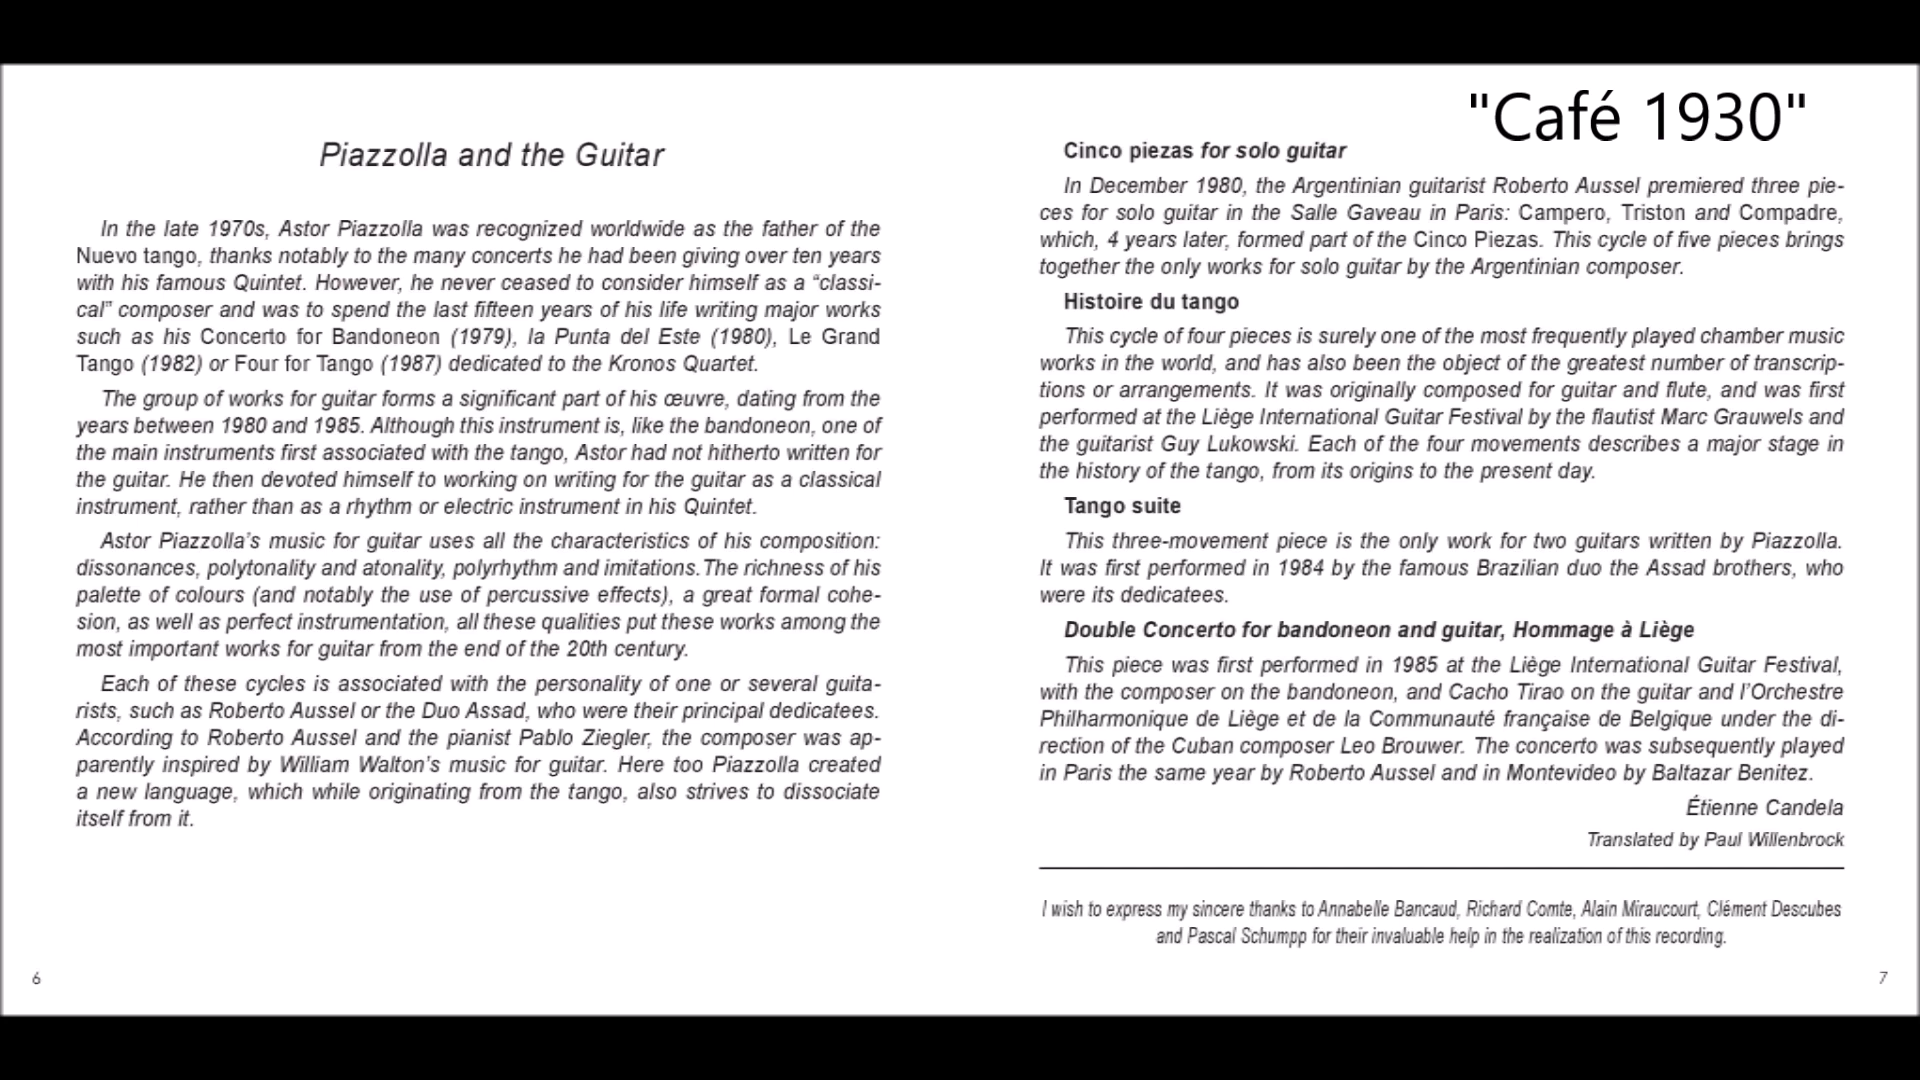 Piazzolla and the Guitar
In the late 1970s, Astor Piazzolla was recognized worldwide as the father of the
Nuevo tango, thanks notably to the many concerts he had been giving over ten years
with his famous Quintet. However, he never ceased to consider himself as a “classi-
cal” composer and was to spend the last fifteen years of his life writing major works
such as his Concerto for Bandoneon (1979), la Punta del Este (1980), Le Grand
Tango (1982) or Four for Tango (1987) dedicated to the Kronos Quartet.
The group of works for guitar forms a significant part of his œuvre, dating from the
years between 1980 and 1985. Although this instrument is, like the bandoneon, one of
the main instruments first associated with the tango, Astor had not hitherto written for
the guitar. He then devoted himself to working on writing for the guitar as a classical
instrument, rather than as a rhythm or electric instrument in his Quintet.
Astor Piazzolla’s music for guitar uses all the characteristics of his composition:
dissonances, polytonality and atonality, polyrhythm and imitations. The richness of his
palette of colours (and notably the use of percussive effects), a great formal cohe-
sion, as well as perfect instrumentation, all these qualities put these works among the
most important works for guitar from the end of the 20th century.
Each of these cycles is associated with the personality of one or several guita-
rists, such as Roberto Aussel or the Duo Assad, who were their principal dedicatees.
According to Roberto Aussel and the pianist Pablo Ziegler, the composer was ap-
parently inspired by William Walton’s music for guitar. Here too Piazzolla created
a new language, which while originating from the tango, also strives to dissociate
itself from it.
6
"Café 1930"
Cinco piezas for solo guitar
In December 1980, the Argentinian guitarist Roberto Aussel premiered three pie-
ces for solo guitar in the Salle Gaveau in Paris: Campero, Triston and Compadre,
which, 4 years later, formed part of the Cinco Piezas. This cycle of five pieces brings
together the only works for solo guitar by the Argentinian composer.
Histoire du tango
This cycle of four pieces is surely one of the most frequently played chamber music
works in the world, and has also been the object of the greatest number of transcrip-
tions or arrangements. It was originally composed for guitar and flute, and was first
performed at the Liège International Guitar Festival by the flautist Marc Grauwels and
the guitarist Guy Lukowski. Each of the four movements describes a major stage in
the history of the tango, from its origins to the present day.
Tango suite
This three-movement piece is the only work for two guitars written by Piazzolla.
It was first performed in 1984 by the famous Brazilian duo the Assad brothers, who
were its dedicatees.
Double Concerto for bandoneon and guitar, Hommage à Liège
This piece was first performed in 1985 at the Liège International Guitar Festival,
with the composer on the bandoneon, and Cacho Tirao on the guitar and l’Orchestre
Philharmonique de Liège et de la Communauté française de Belgique under the di-
rection of the Cuban composer Leo Brouwer. The concerto was subsequently played
in Paris the same year by Roberto Aussel and in Montevideo by Baltazar Benitez.
Étienne Candela
Translated by Paul Willenbrock
I wish to express my sincere thanks to Annabelle Bancaud, Richard Comte, Alain Miraucourt, Clément Descubes
and Pascal Schumpp for their invaluable help in the realization of this recording.
7